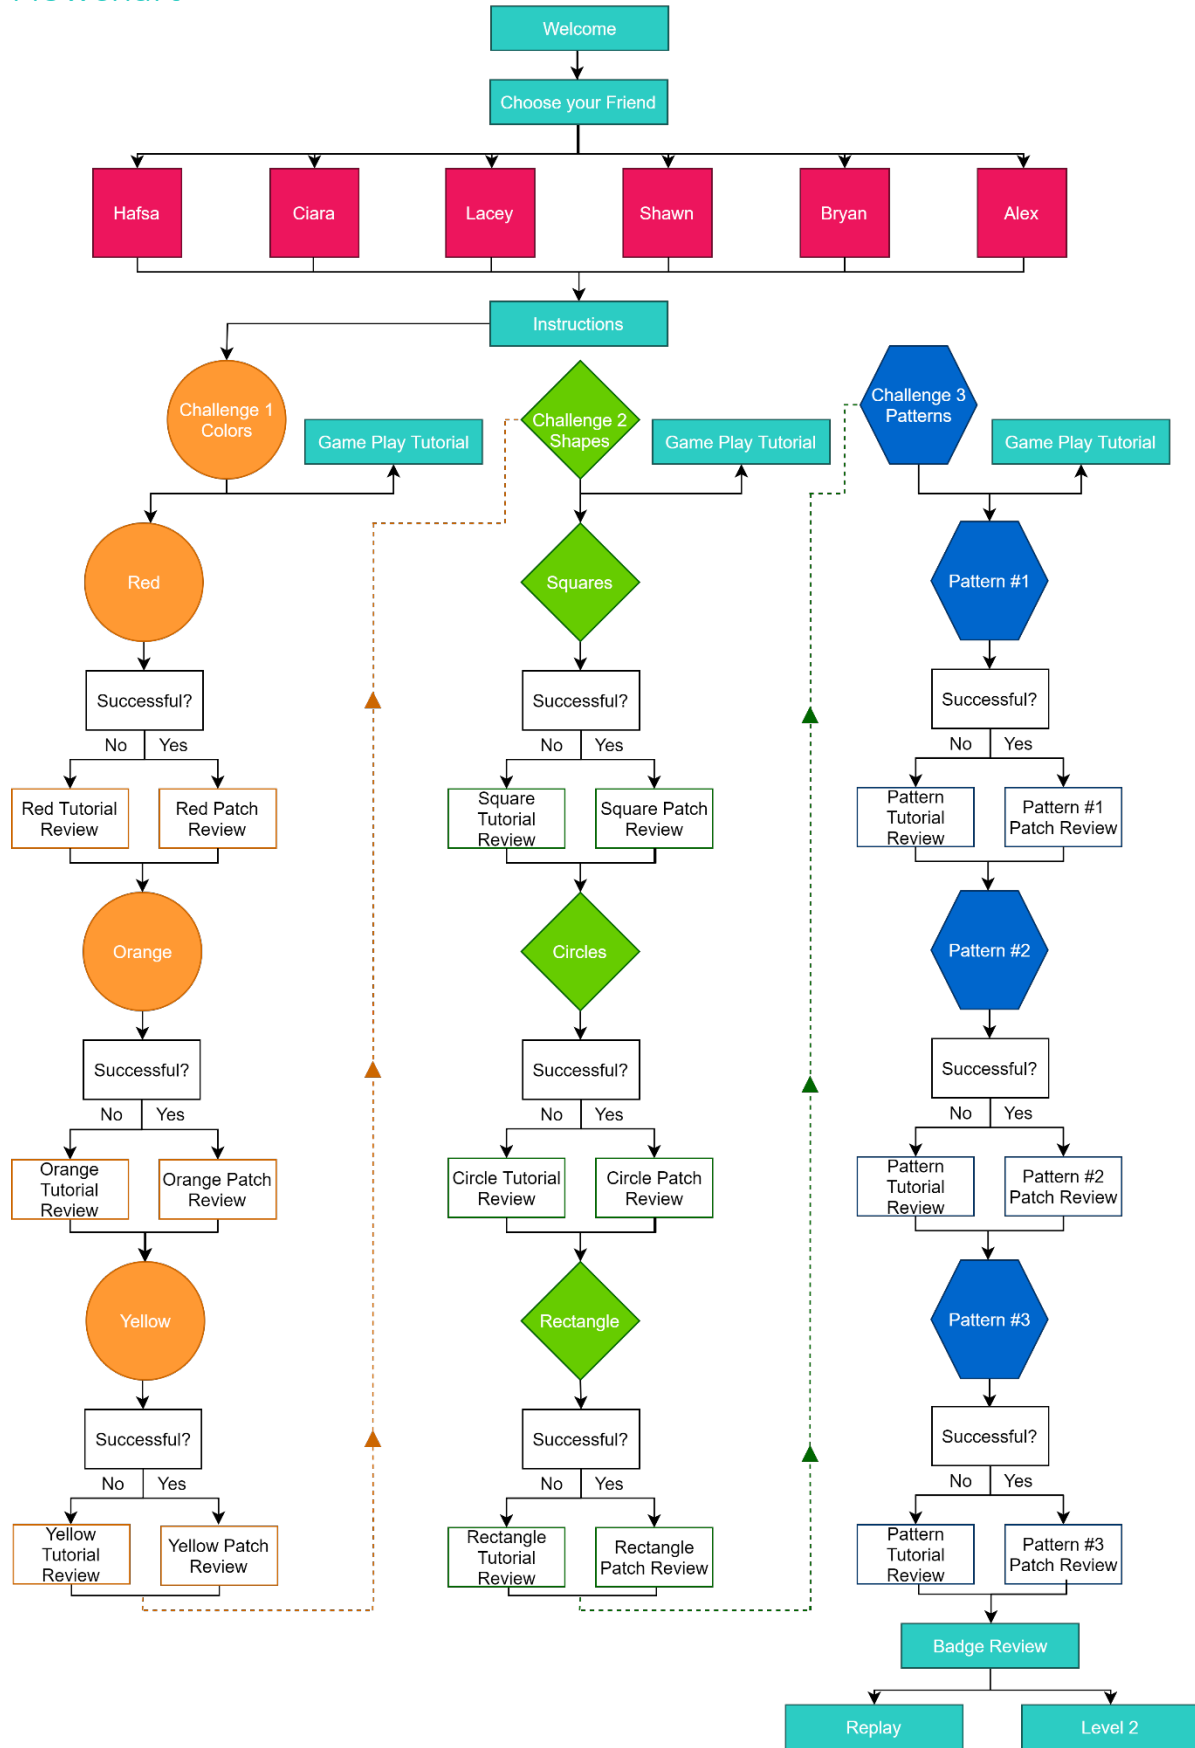 Welcome
Choose your Friend
Hafsa
Ciara
Lacey
Shawn
Bryan
Alex
Instructions
Challenge 1
Colors
Game Play Tutorial
Challenge 2
Shapes
Game Play Tutorial
Challenge 3
Patterns
Game Play Tutorial
Red
Squares
Pattern #1
Successful?
Successful?
Successful?
No
Yes
No
Yes
No
Yes
Red Tutorial
Review
Red Patch
Review
Square
Tutorial
Review
Square Patch
Review
Pattern
Tutorial
Review
Pattern #1
Patch Review
Orange
Circles
Pattern #2
Successful?
Successful?
Successful?
No
Yes
No
Yes
No
Yes
Orange
Tutorial
Review
Orange Patch
Review
Circle Tutorial
Review
Circle Patch
Review
Pattern
Tutorial
Review
Pattern #2
Patch Review
Yellow
Rectangle
Pattern #3
Successful?
Successful?
Successful?
No
Yes
No
Yes
No
Yes
Yellow
Tutorial
Review
Yellow Patch
Review
Rectangle
Tutorial
Review
Rectangle
Patch Review
Pattern
Tutorial
Review
Pattern #3
Patch Review
Badge Review
Replay
Level 2